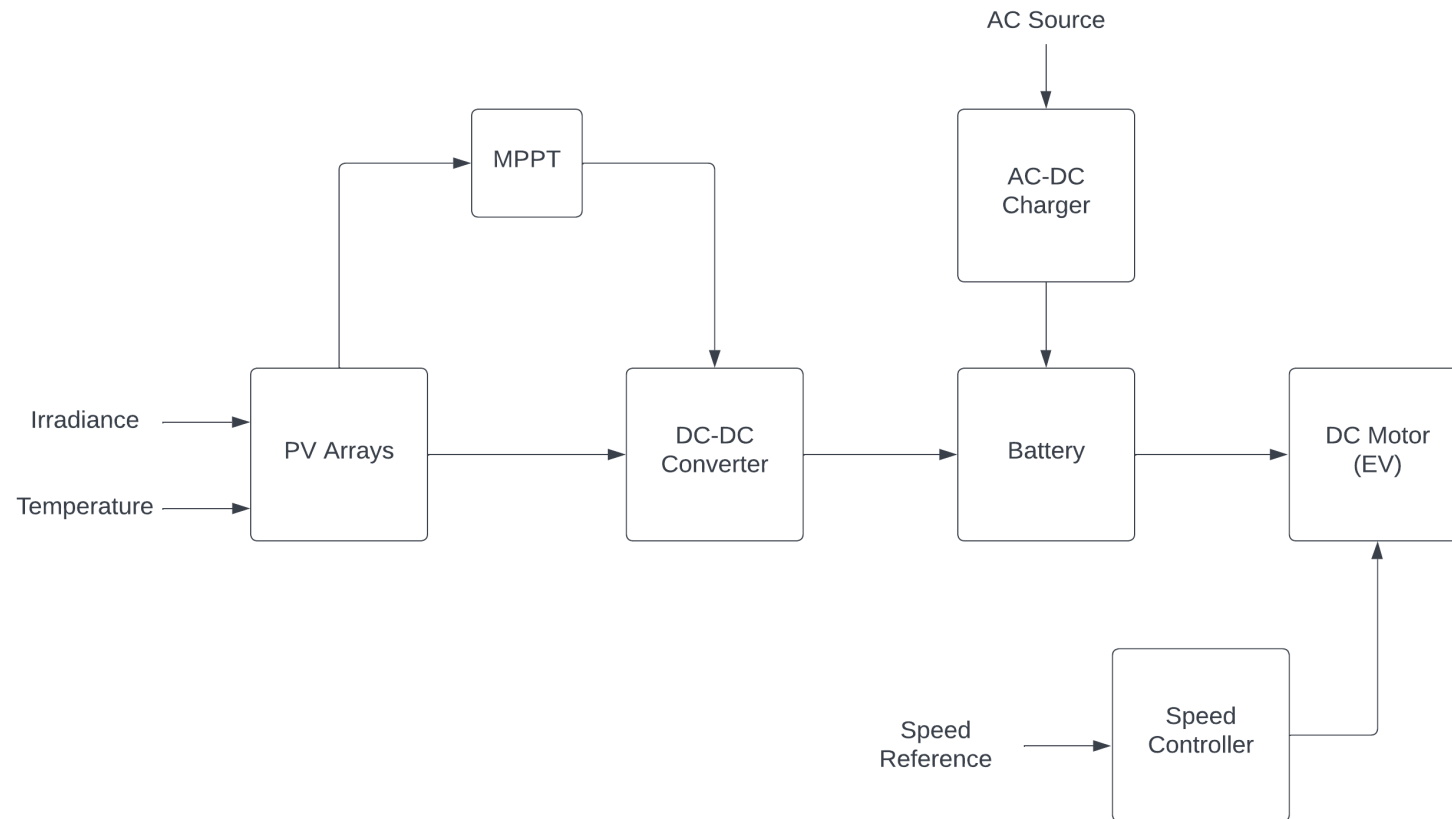 AC Source
MPPT
AC-DC
Charger
Irradiance
Temperature
PV Arrays
DC-DC
Converter
Battery
DC Motor
(EV)
Speed
Reference
Speed
Controller